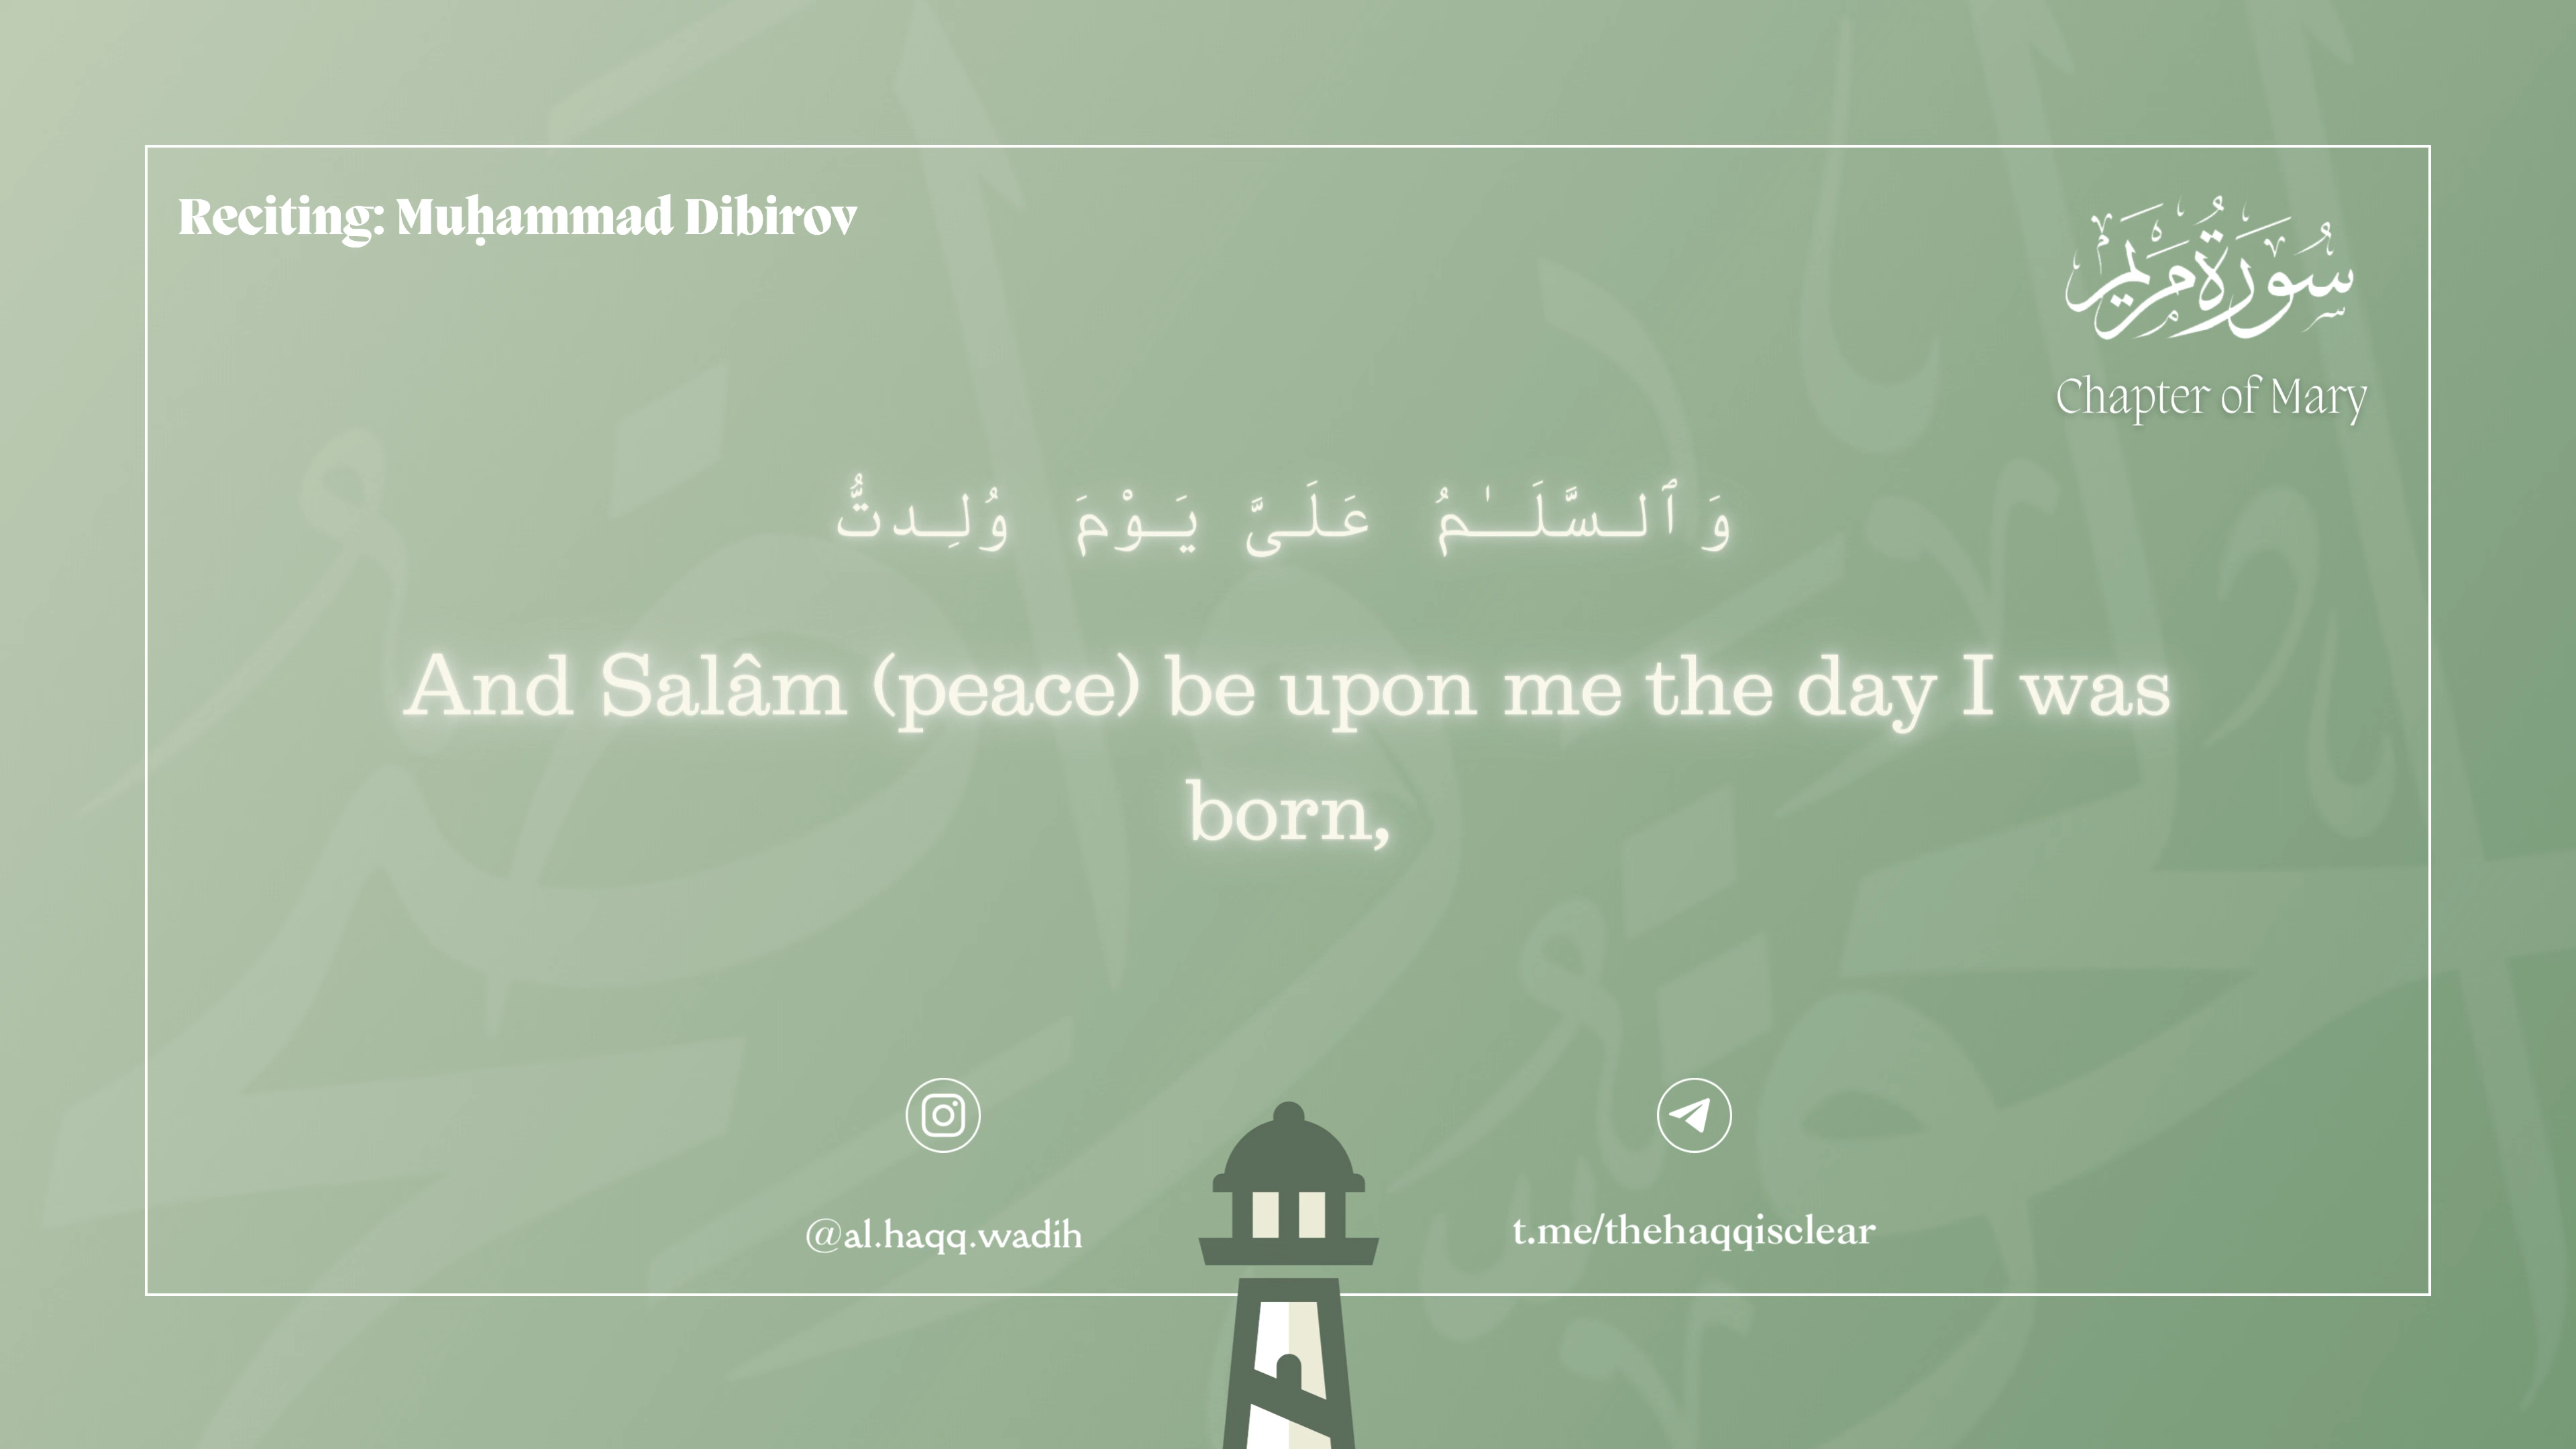 Reciting: Muḥammad Dibirov
سُورَةُ مَرْيَم
Chapter of Mary
وَٱلسَّلَـٰمُ عَلَىَّ يَوْمَ وُلِدتُّ
And Salâm (peace) be upon me the day I was
born,
@al.haqq.wadih
t.me/thehaqqisclear